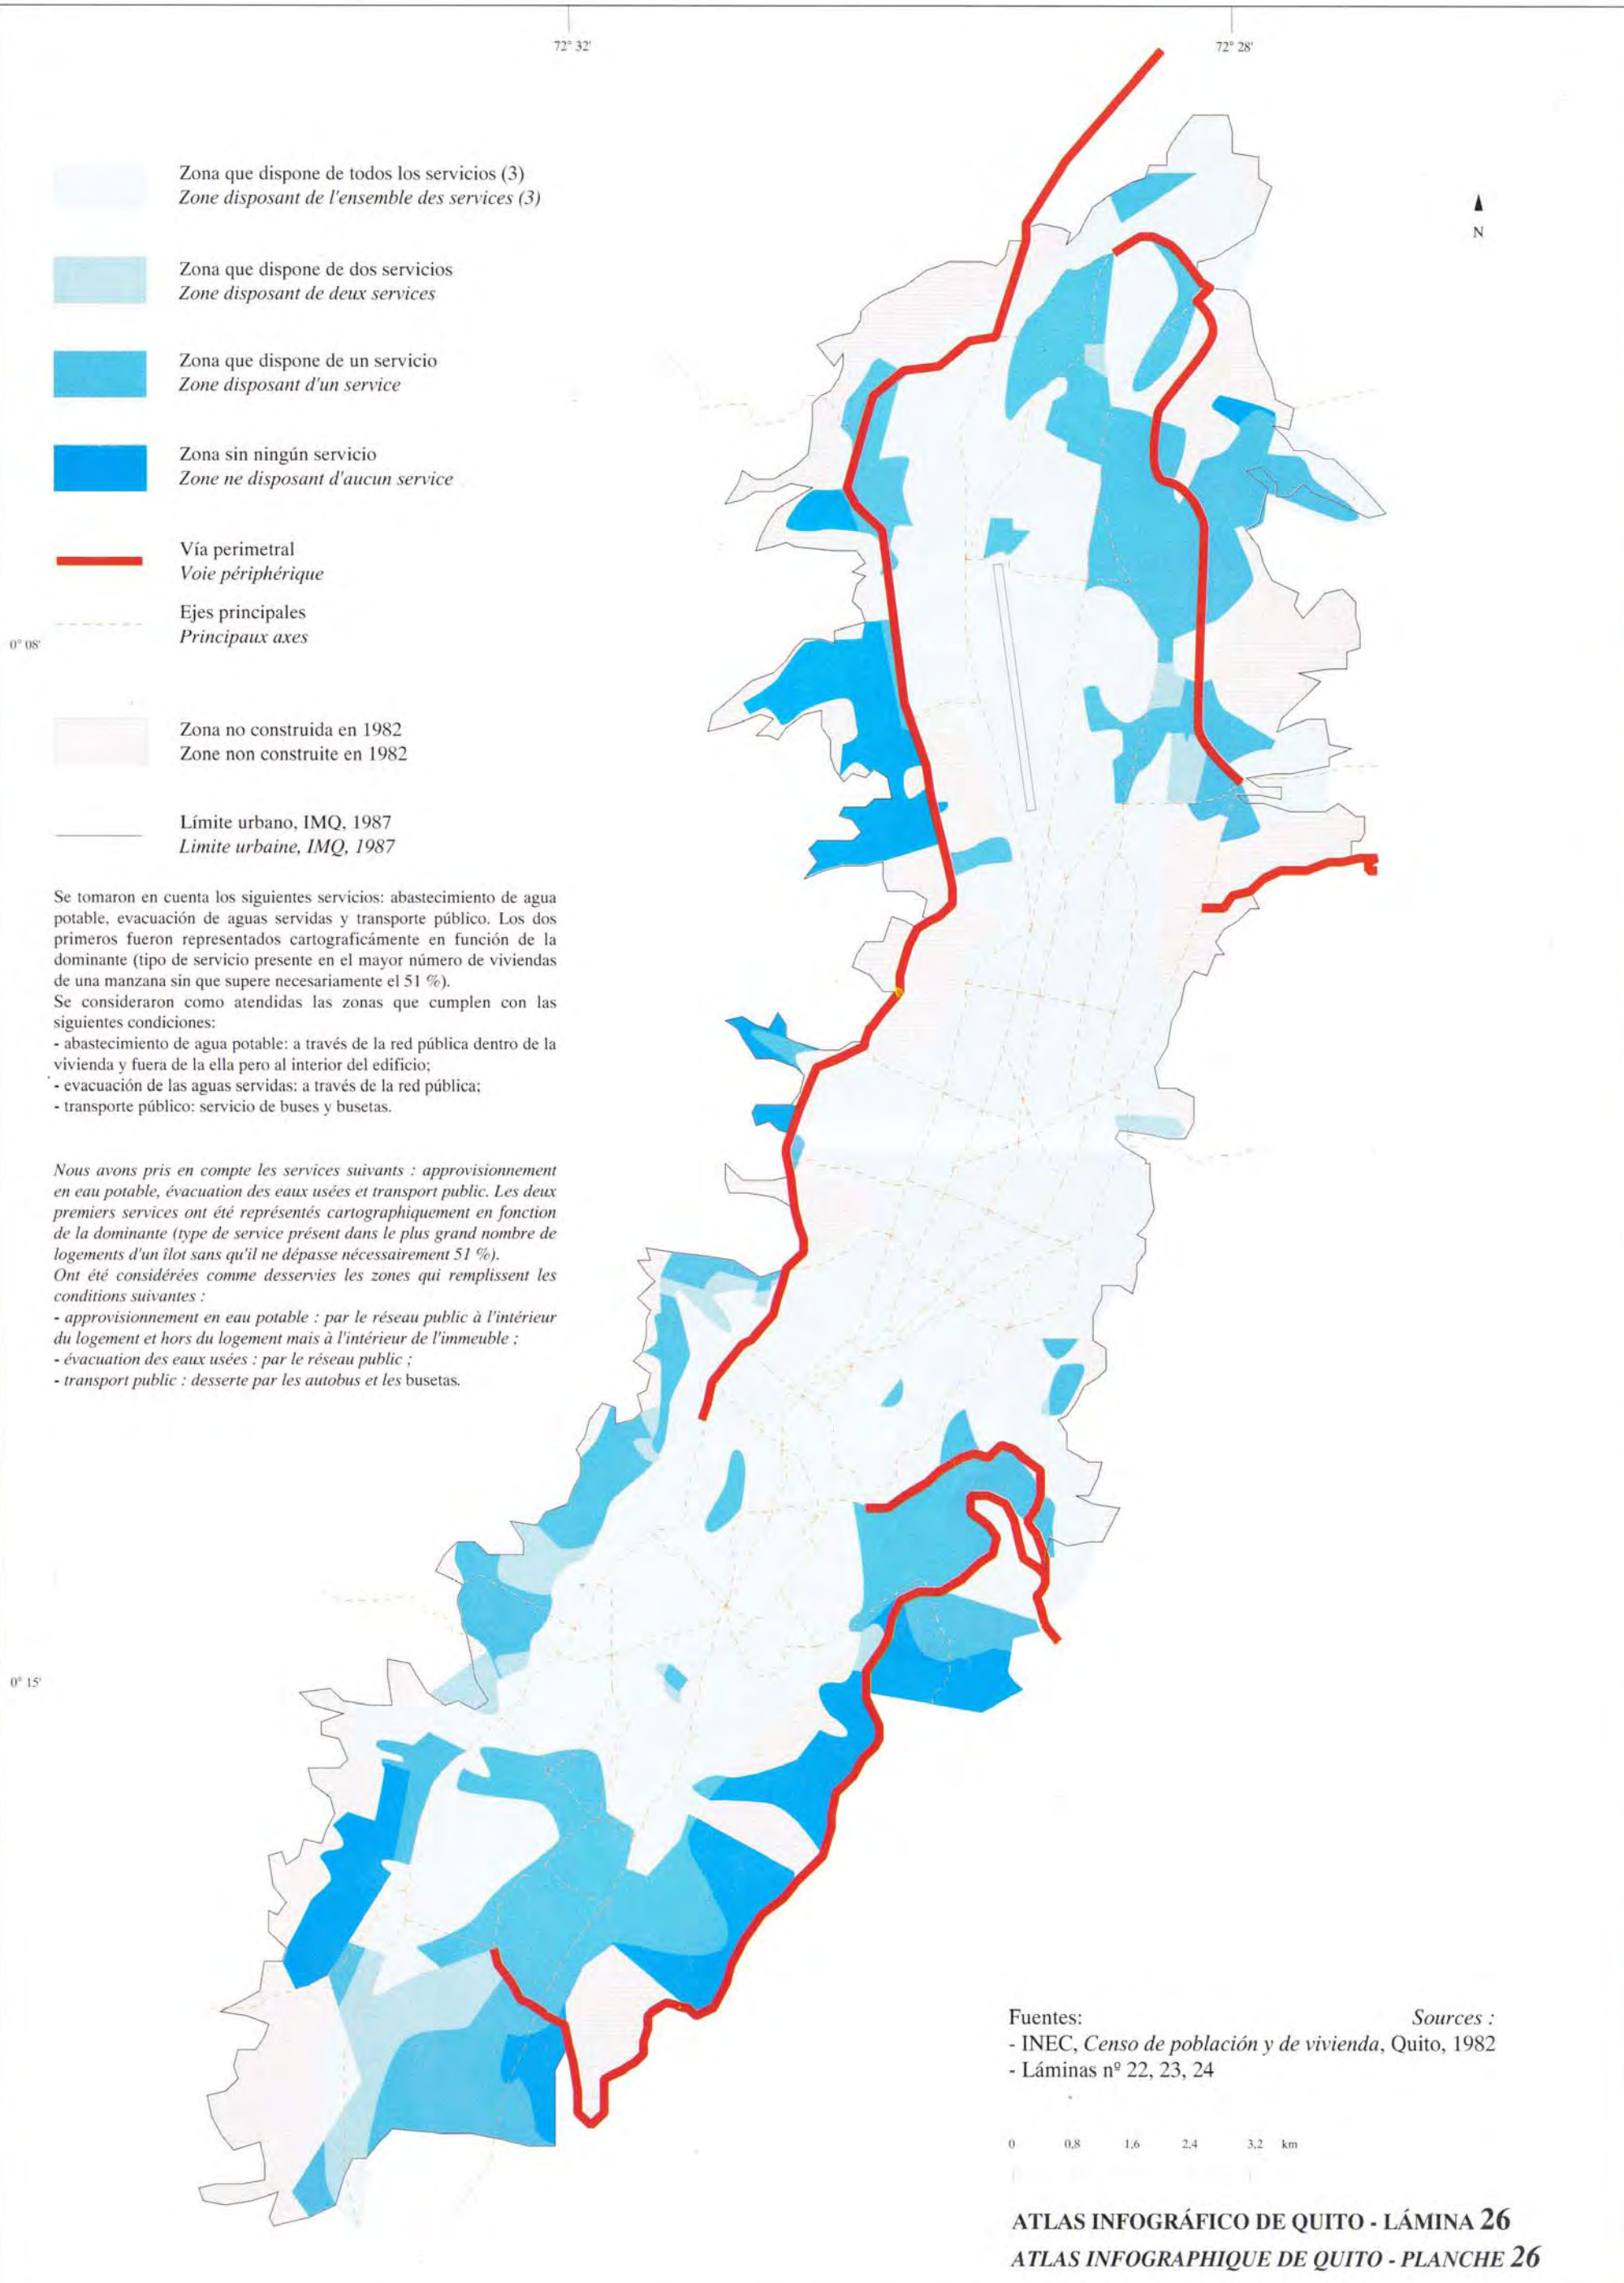 72° 32'
72° 28'
Zona que dispone de todos los servicios (3)
Zone disposant de l'ensemble des services (3)
N
Zona que dispone de dos servicios
Zone disposant de deux services
Zona que dispone de un servicio
Zone disposant d'un service
Zona sin ningún servicio
Zone ne disposant d'aucun service
Vía perimetral
Voie périphérique
Ejes principales
Principaux axes
0° 08'
Zona no construida en 1982
Zone non construite en 1982
Límite urbano, IMQ, 1987
Limite urbaine, IMQ, 1987
Se tomaron en cuenta los siguientes servicios: abastecimiento de agua
potable, evacuación de aguas servidas y transporte público. Los dos
primeros fueron representados cartograficámente en función de la
dominante (tipo de servicio presente en el mayor número de viviendas
de una manzana sin que supere necesariamente el 51 %).
Se consideraron como atendidas las zonas que cumplen con las
siguientes condiciones:
- abastecimiento de agua potable: a través de la red pública dentro de la
vivienda y fuera de la ella pero al interior del edificio;
- evacuación de las aguas servidas: a través de la red pública;
- transporte público: servicio de buses y busetas.
Nous avons pris en compte les services suivants : approvisionnement
en eau potable, évacuation des eaux usées et transport public. Les deux
premiers services ont été représentés cartographiquement en fonction
de la dominante (type de service présent dans le plus grand nombre de
logements d'un îlot sans qu'il ne dépasse nécessairement 51 %).
Ont été considérées comme desservies les zones qui remplissent les
conditions suivantes :
- approvisionnement en eau potable : par le réseau public à l'intérieur
du logement et hors du logement mais à l'intérieur de l'immeuble ;
- évacuation des eaux usées : par le réseau public ;
- transport public : desserte par les autobus et les busetas.
0° 15'
Fuentes: Sources :
- INEC, Censo de población y de vivienda, Quito, 1982
- Láminas nº 22, 23, 24
0 0,8 1,6 2,4 3,2 km
ATLAS INFOGRÁFICO DE QUITO - LÁMINA 26
ATLAS INFOGRAPHIQUE DE QUITO - PLANCHE 26